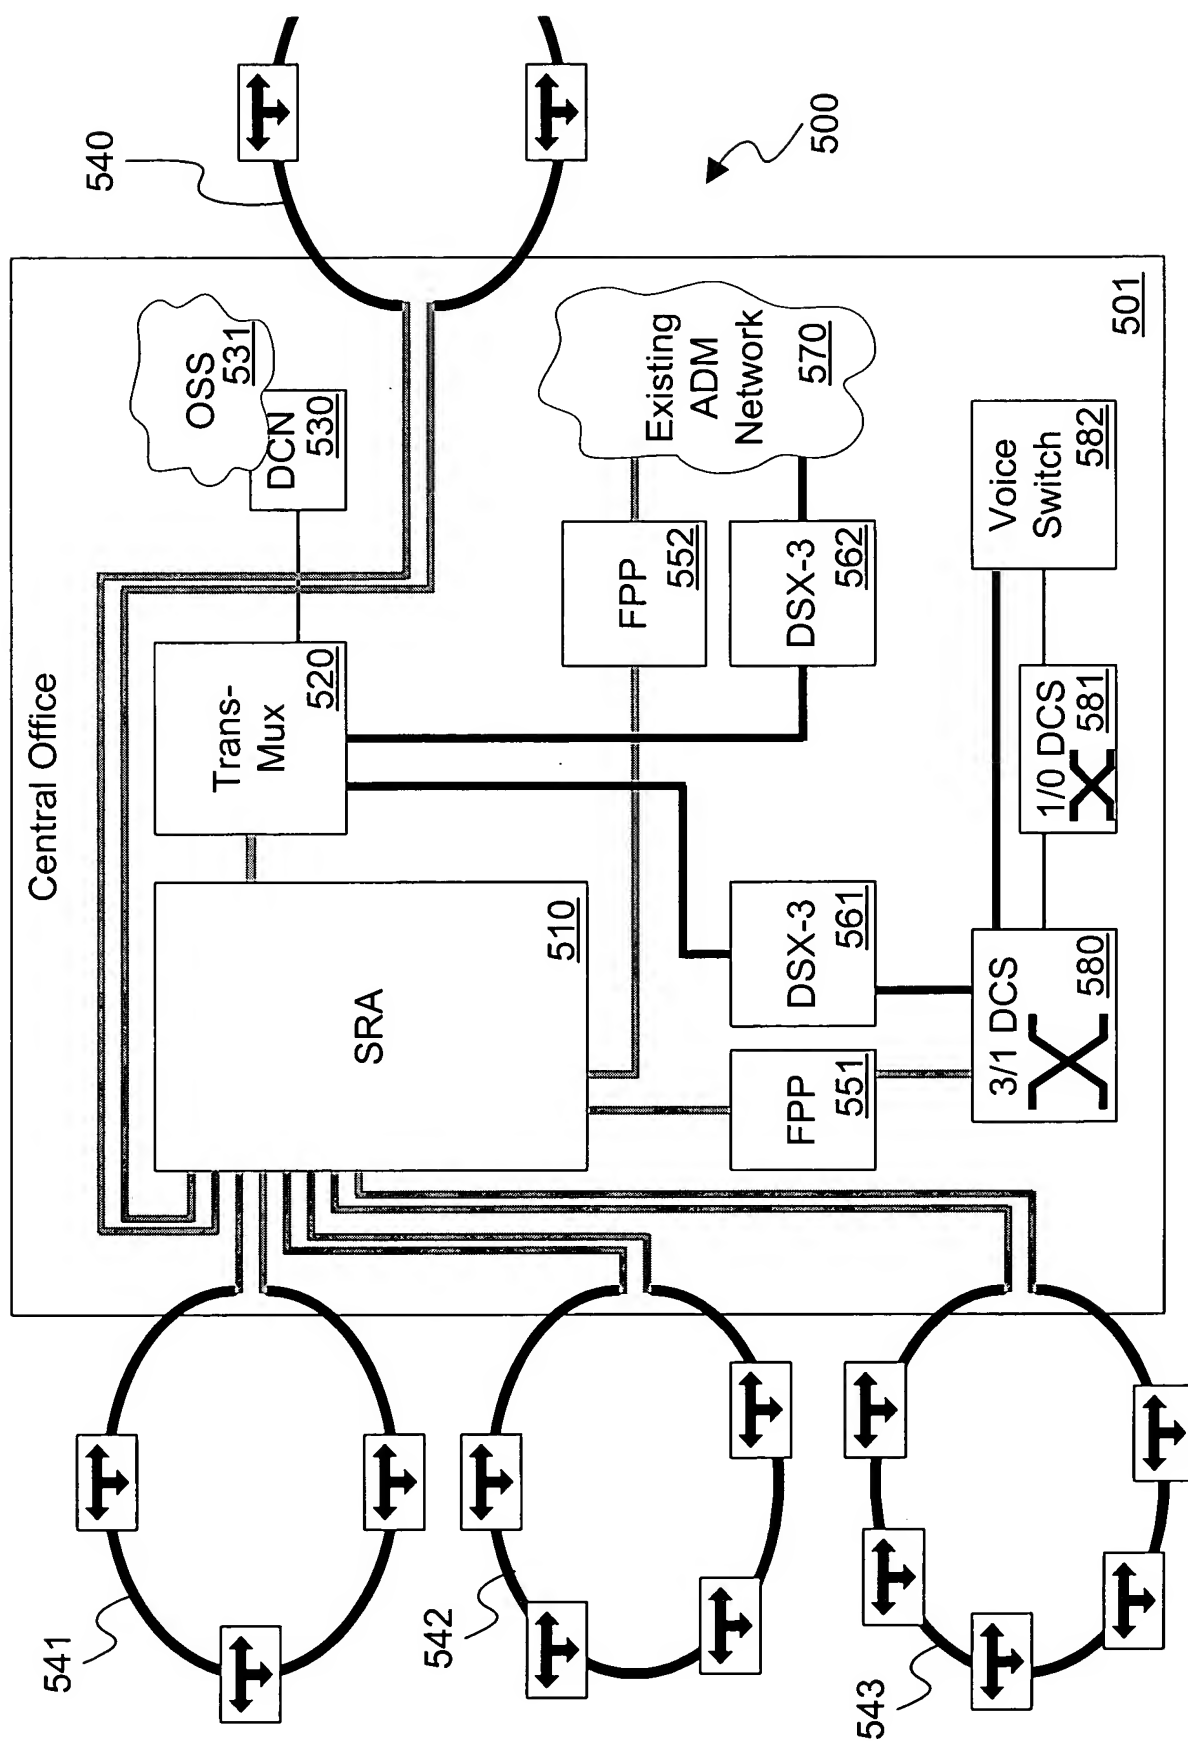 Central Office
540
OSS
531
DCN
530
Trans-
Mux
520
SRA
510
541
Existing
ADM
Network
570
FPP
552
DSX-3
562
500
542
FPP
551
DSX-3
561
Voice
Switch
582
1/0 DCS
581
3/1 DCS
580
501
543